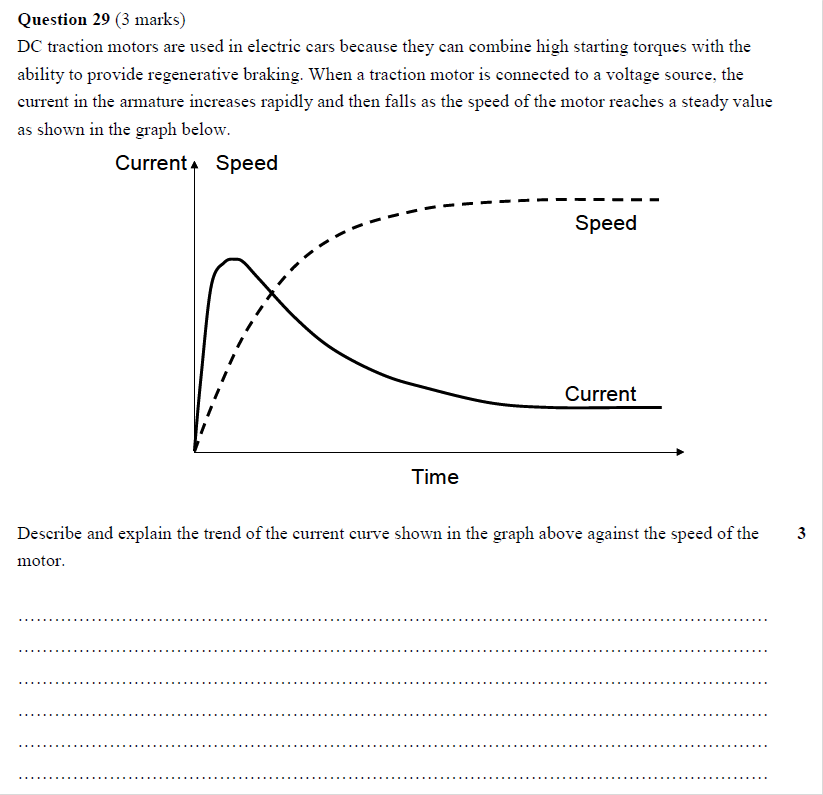 Question 29 (3 marks)
DC traction motors are used in electric cars because they can combine high starting torques with the
ability to provide regenerative braking. When a traction motor is connected to a voltage source, the
current in the armature increases rapidly and then falls as the speed of the motor reaches a steady value
as shown in the graph below.
Current Speed
Speed
Current
Time
Describe and explain the trend of the current curve shown in the graph above against the speed of the 3
motor.